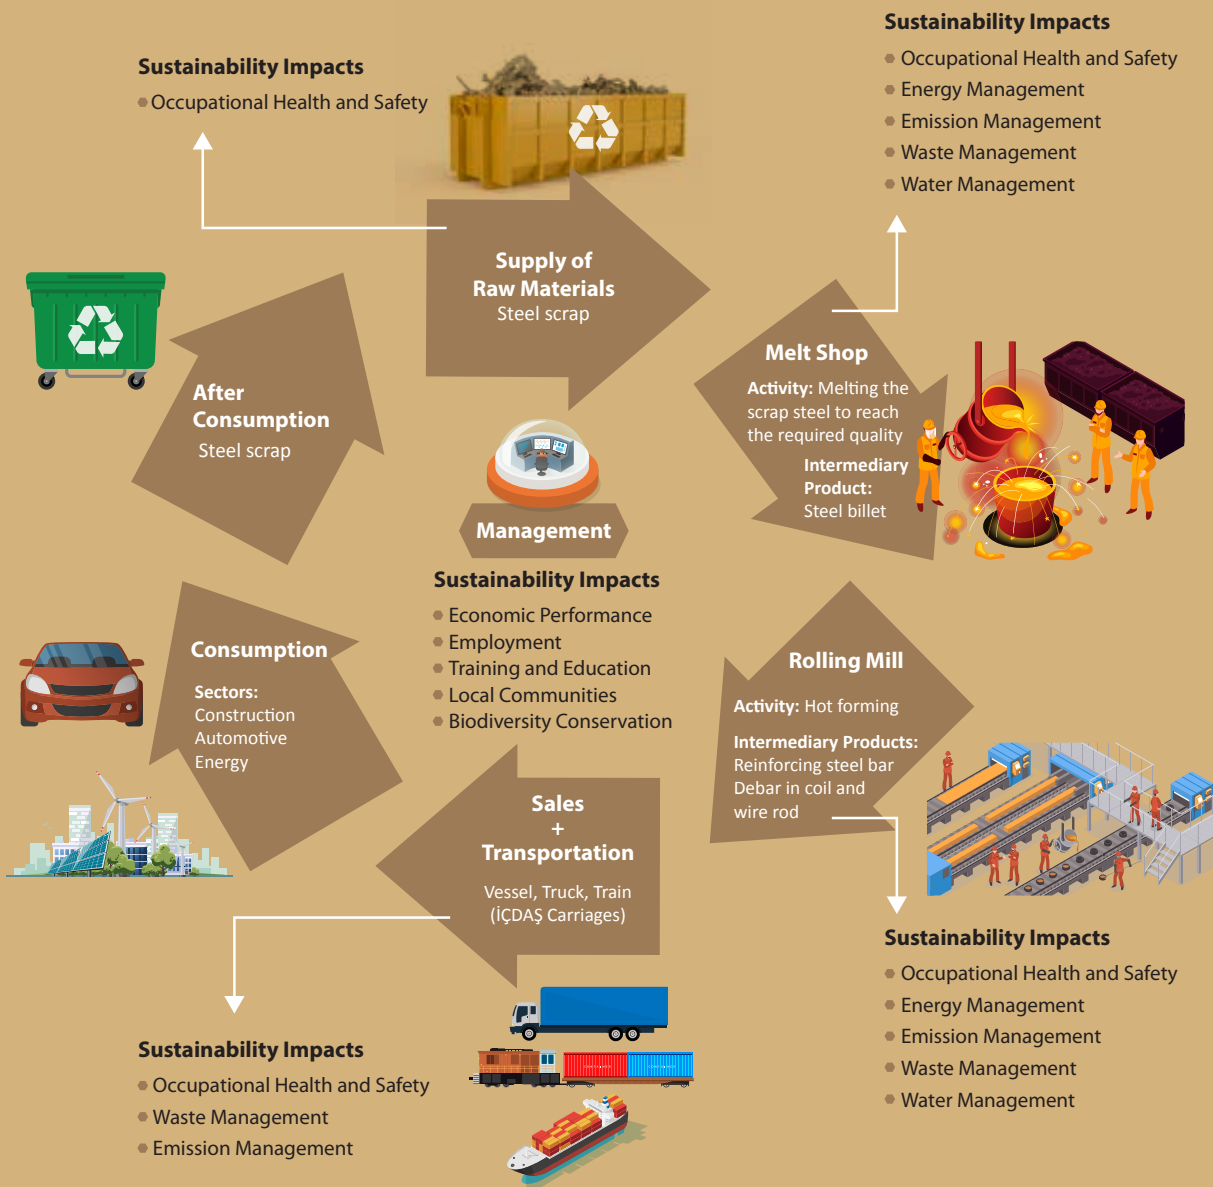 Sustainability Impacts
Occupational Health and Safety
Supply of
Raw Materials
Steel scrap
Sustainability Impacts
Occupational Health and Safety
Energy Management
Emission Management
Waste Management
Water Management
Melt Shop
Activity: Melting the
scrap steel to reach
the required quality
Intermediary
Product:
Steel billet
Rolling Mill
Activity: Hot forming
Intermediary Products:
Reinforcing steel bar
Debar in coil and
wire rod
Sustainability Impacts
Occupational Health and Safety
Energy Management
Emission Management
Waste Management
Water Management
Sales
+
Transportation
Vessel, Truck, Train
(İÇDAŞ Carriages)
Sustainability Impacts
Occupational Health and Safety
Waste Management
Emission Management
Consumption
Sectors:
Construction
Automotive
Energy
After
Consumption
Steel scrap
Management
Sustainability Impacts
Economic Performance
Employment
Training and Education
Local Communities
Biodiversity Conservation